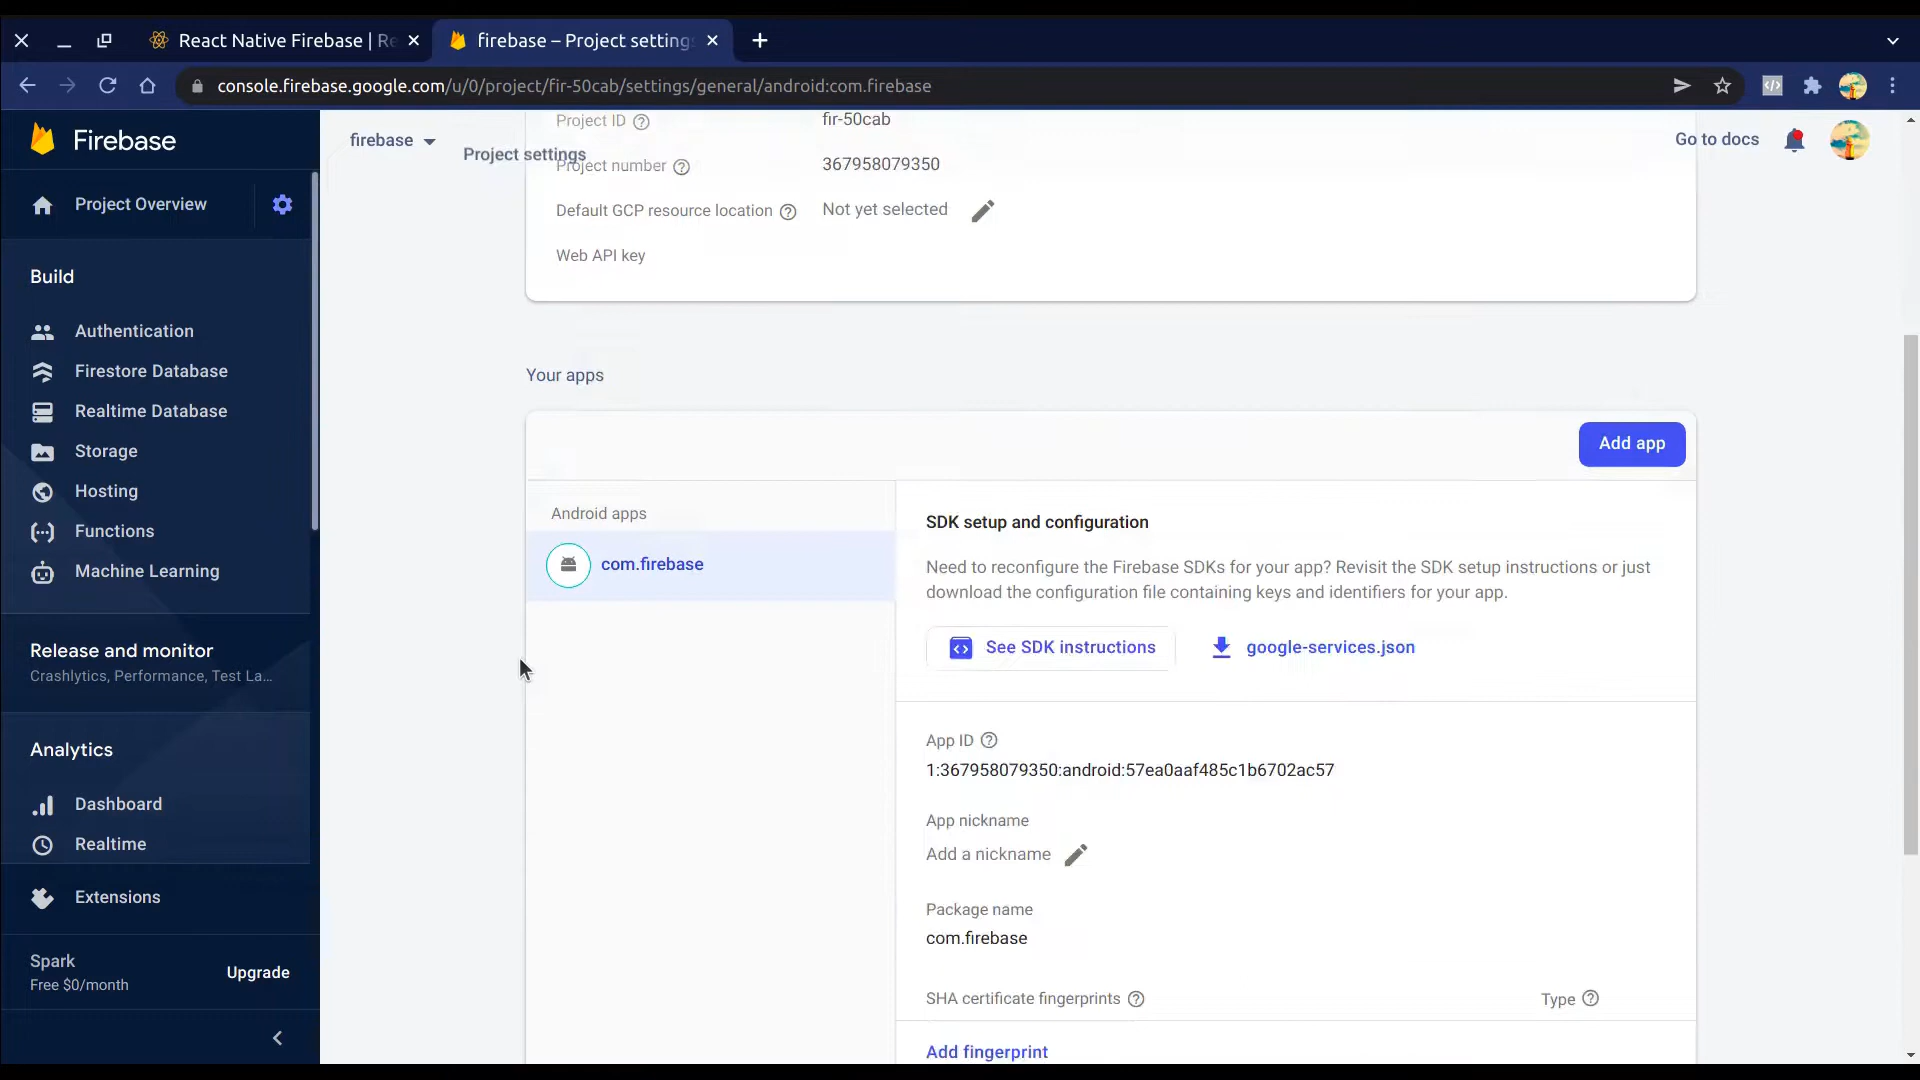 React Native Firebase | Re
firebase – Project settings
console.firebase.google.com/u/0/project/fir-50cab/settings/general/android:com.firebase
Firebase
firebase
Project settings
Go to docs
Project Overview
Build
Authentication
Firestore Database
Realtime Database
Storage
Hosting
Functions
Machine Learning
Release and monitor
Crashlytics, Performance, Test La...
Analytics
Dashboard
Realtime
Extensions
Spark
Free $0/month
Upgrade
Project ID
fir-50cab
Project number
367958079350
Default GCP resource location
Not yet selected
Web API key
Your apps
Add app
Android apps
com.firebase
SDK setup and configuration
Need to reconfigure the Firebase SDKs for your app? Revisit the SDK setup instructions or just
download the configuration file containing keys and identifiers for your app.
See SDK instructions
google-services.json
App ID
1:367958079350:android:57ea0aaf485c1b6702ac57
App nickname
Add a nickname
Package name
com.firebase
SHA certificate fingerprints
Type
Add fingerprint